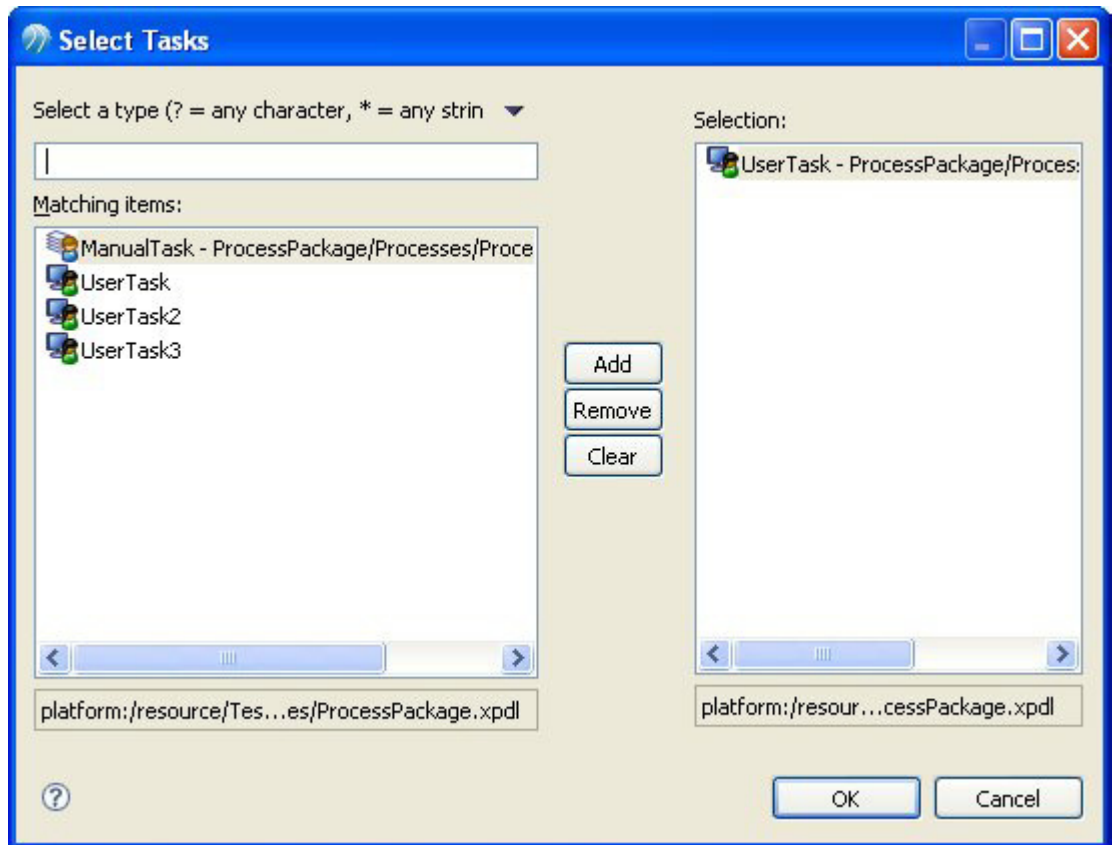 Select Tasks
Select a type (? = any character, * = any strin
Matching items:
ManualTask - ProcessPackage/Processes/Proce
UserTask
UserTask2
UserTask3
platform:/resource/Tes...es/ProcessPackage.xpdl
Add
Remove
Clear
Selection:
UserTask - ProcessPackage/Process
platform:/resour...cessPackage.xpdl
?
OK
Cancel